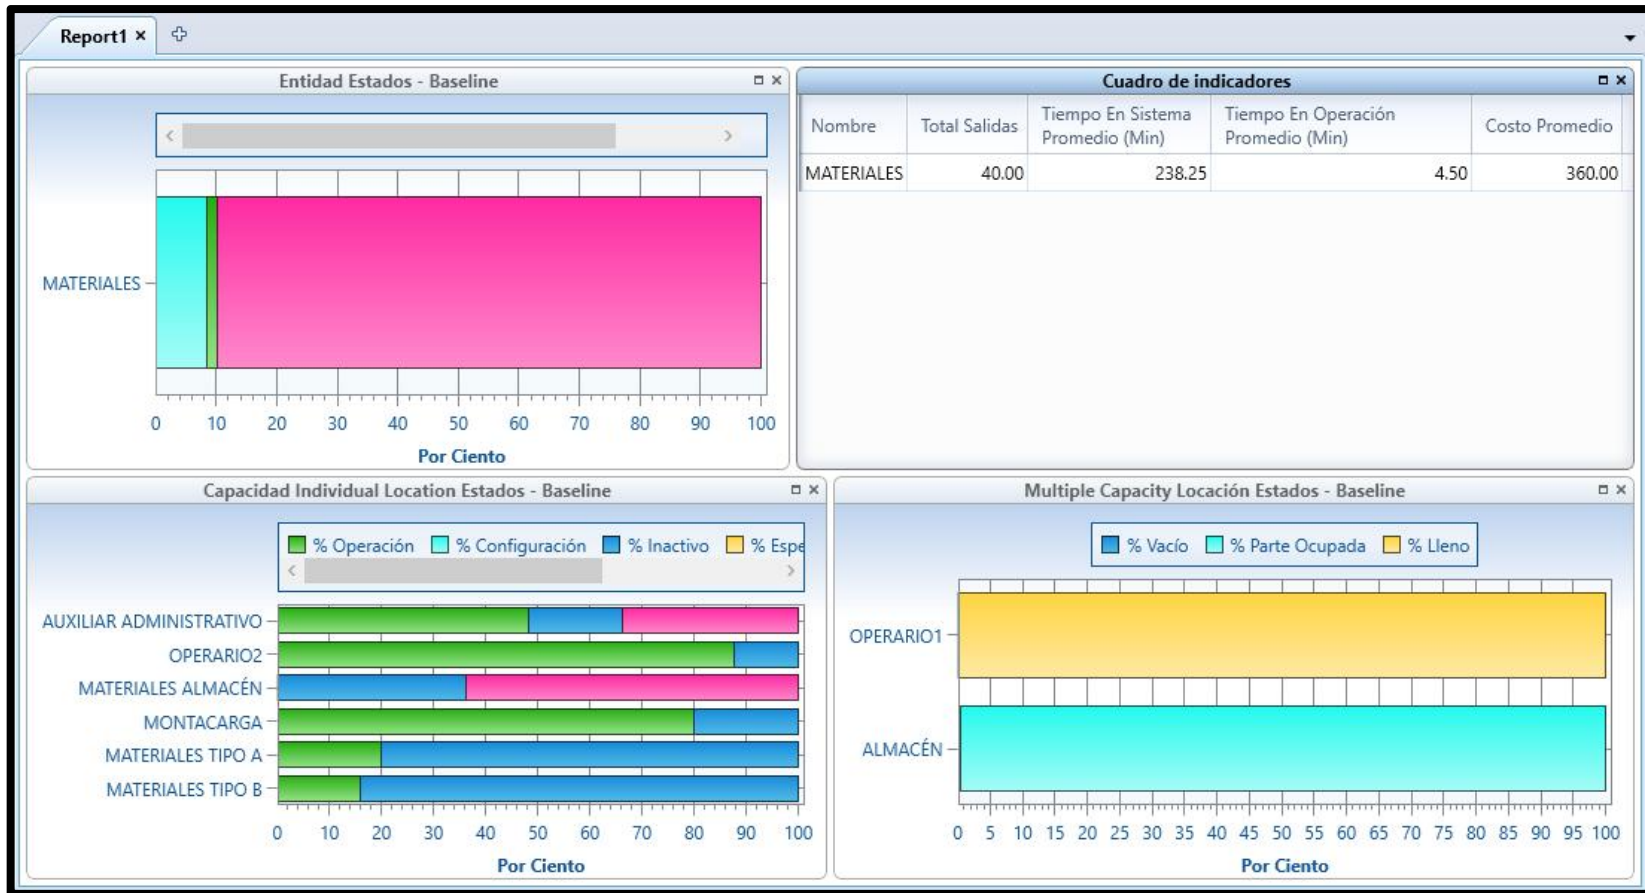 Report1
Entidad Estados - Baseline
MATERIALES
0 10 20 30 40 50 60 70 80 90 100
Por Ciento
Cuadro de indicadores
Nombre Total Salidas Tiempo En Sistema Promedio (Min) Tiempo En Operación Promedio (Min) Costo Promedio
MATERIALES 40.00 238.25 4.50 360.00
Capacidad Individual Location Estados - Baseline
% Operación % Configuración % Inactivo % Espe
AUXILIAR ADMINISTRATIVO
OPERARIO2
MATERIALES ALMACÉN
MONTACARGA
MATERIALES TIPO A
MATERIALES TIPO B
0 10 20 30 40 50 60 70 80 90 100
Por Ciento
Multiple Capacity Locación Estados - Baseline
% Vacío % Parte Ocupada % Lleno
OPERARIO1
ALMACÉN
0 5 10 15 20 25 30 35 40 45 50 55 60 65 70 75 80 85 90 95 100
Por Ciento